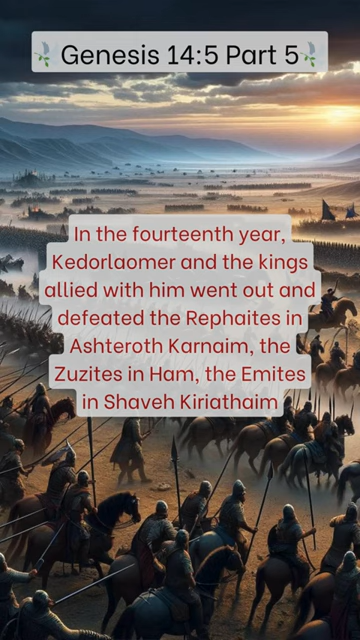 Genesis 14:5 Part 5
In the fourteenth year,
Kedorlaomer and the kings
allied with him went out and
defeated the Rephaites in
Ashteroth Karnaim, the
Zuzites in Ham, the Emites
in Shaveh Kiriathaim